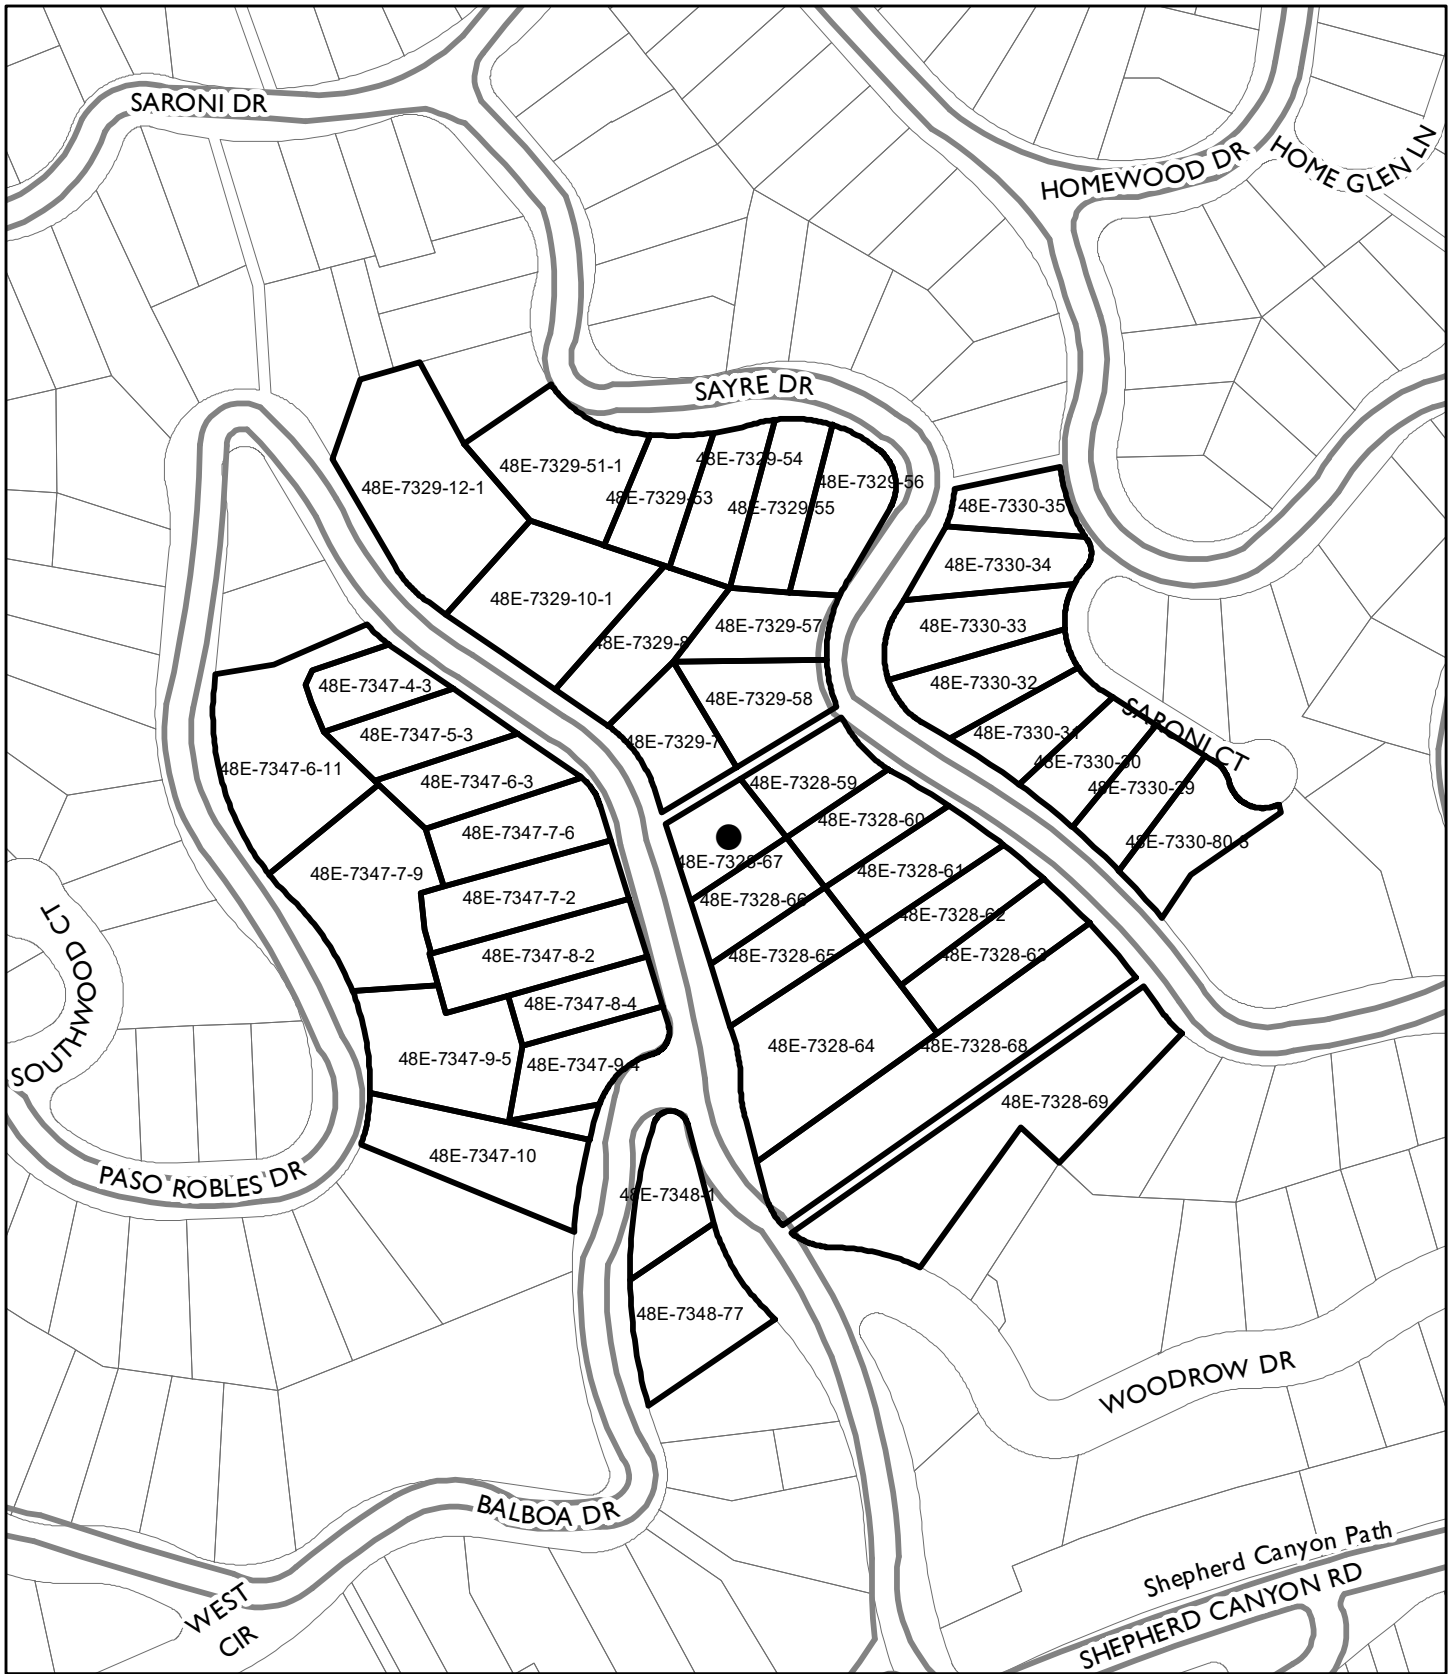 SARONI DR
HOME GLEN LN
HOMEWOOD DR
SAYRE DR
48E-7329-54
48E-7329-51-1
48E-7329-56
48E-7329-12-1
48E-7329-53
48E-7329-55
48E-7330-35
48E-7330-34
48E-7329-10-1
48E-7329-57
48E-7330-33
48E-7329-8
48E-7347-4-3
48E-7330-32
48E-7329-58
SARONI CT
48E-7347-5-3
48E-7329-7
48E-7330-31
48E-7330-30
48E-7347-6-11
48E-7347-6-3
48E-7328-59
48E-7330-29
48E-7328-60
48E-7347-7-6
48E-7330-80-3
48E-7328-67
48E-7347-7-9
48E-7328-61
48E-7347-7-2
48E-7328-66
48E-7328-62
48E-7347-8-2
48E-7328-65
48E-7328-63
SOUTHWOOD CT
48E-7347-8-4
48E-7328-64
48E-7328-68
48E-7347-9-5
48E-7347-9-4
48E-7328-69
48E-7347-10
PASO ROBLES DR
48E-7348-1
48E-7348-77
WOODROW DR
BALBOA DR
Shepherd Canyon Path
WEST
CIR
SHEPHERD CANYON RD